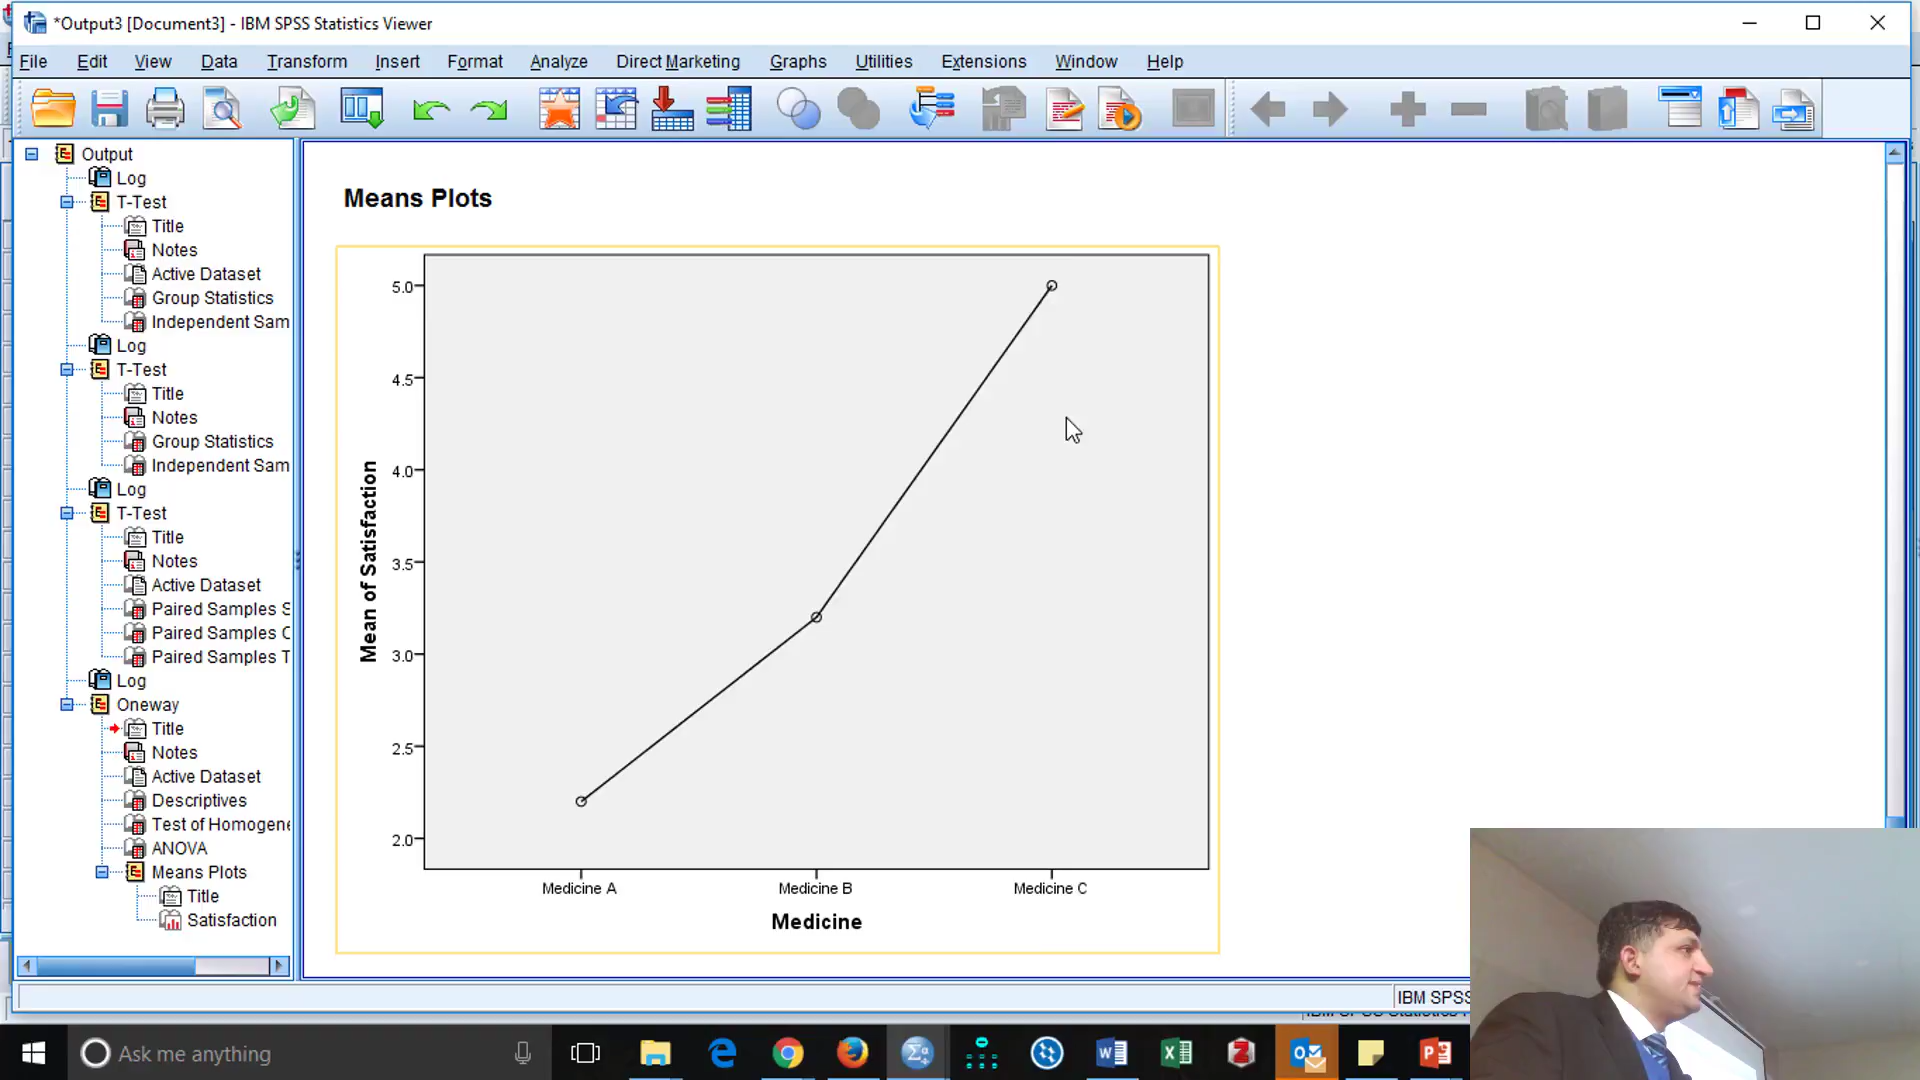 *Output3 [Document3] - IBM SPSS Statistics Viewer
File Edit View Data Transform Insert Format Analyze Direct Marketing Graphs Utilities Extensions Window Help
Output
Log
T-Test
Title
Notes
Active Dataset
Group Statistics
Independent Sam
Log
T-Test
Title
Notes
Group Statistics
Independent Sam
Log
T-Test
Title
Notes
Active Dataset
Paired Samples S
Paired Samples C
Paired Samples T
Log
Oneway
Title
Notes
Active Dataset
Descriptives
Test of Homogene
ANOVA
Means Plots
Title
Satisfaction
Means Plots
Mean of Satisfaction
5.0
4.5
4.0
3.5
3.0
2.5
2.0
Medicine A Medicine B Medicine C
Medicine
IBM SPSS
Ask me anything